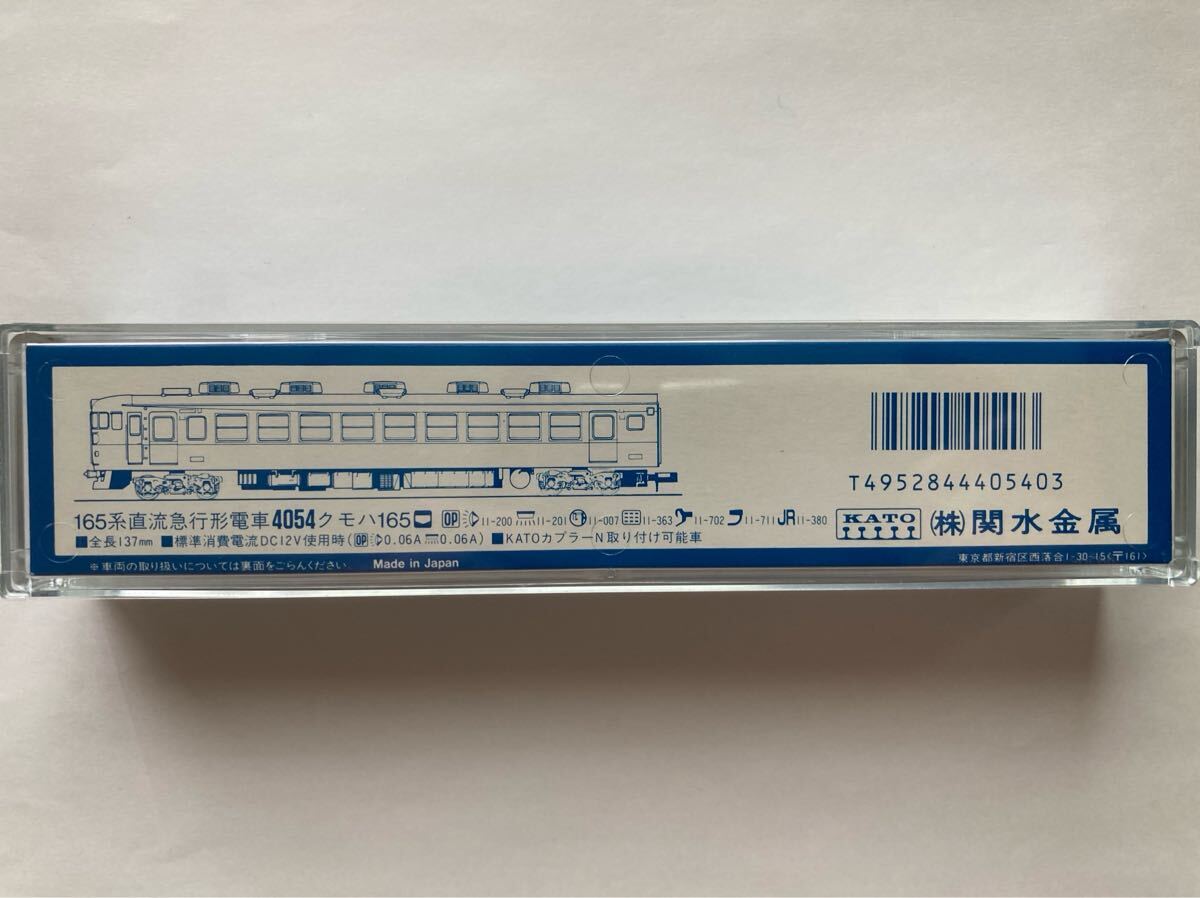 T4952844405403
165系直流急行形電車4054クモハ165 OP 11-200 11-201 11-007 11-363 11-702 11-711 JR 11-380
KATO (株)関水金属
■全長137mm ■標準消費電流DC12V使用時(OP 0.06A 0.06A) ■KATOカプラーN取り付け可能車
※車両の取り扱いについては裏面をごらんください Made in Japan
東京都新宿区西落合1-30-15〈〒161〉